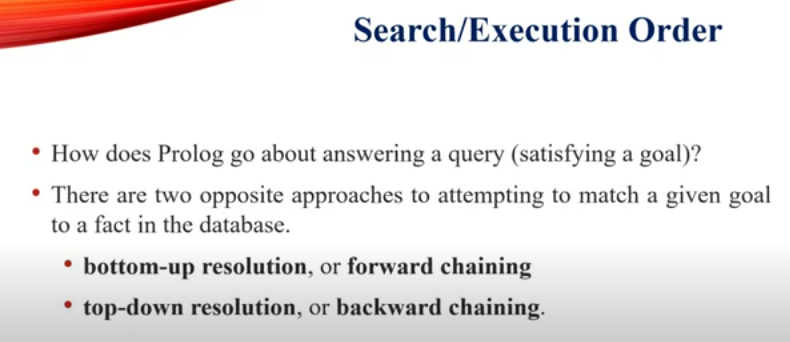 Search/Execution Order
• How does Prolog go about answering a query (satisfying a goal)?
• There are two opposite approaches to attempting to match a given goal
to a fact in the database.
• bottom-up resolution, or forward chaining
• top-down resolution, or backward chaining.